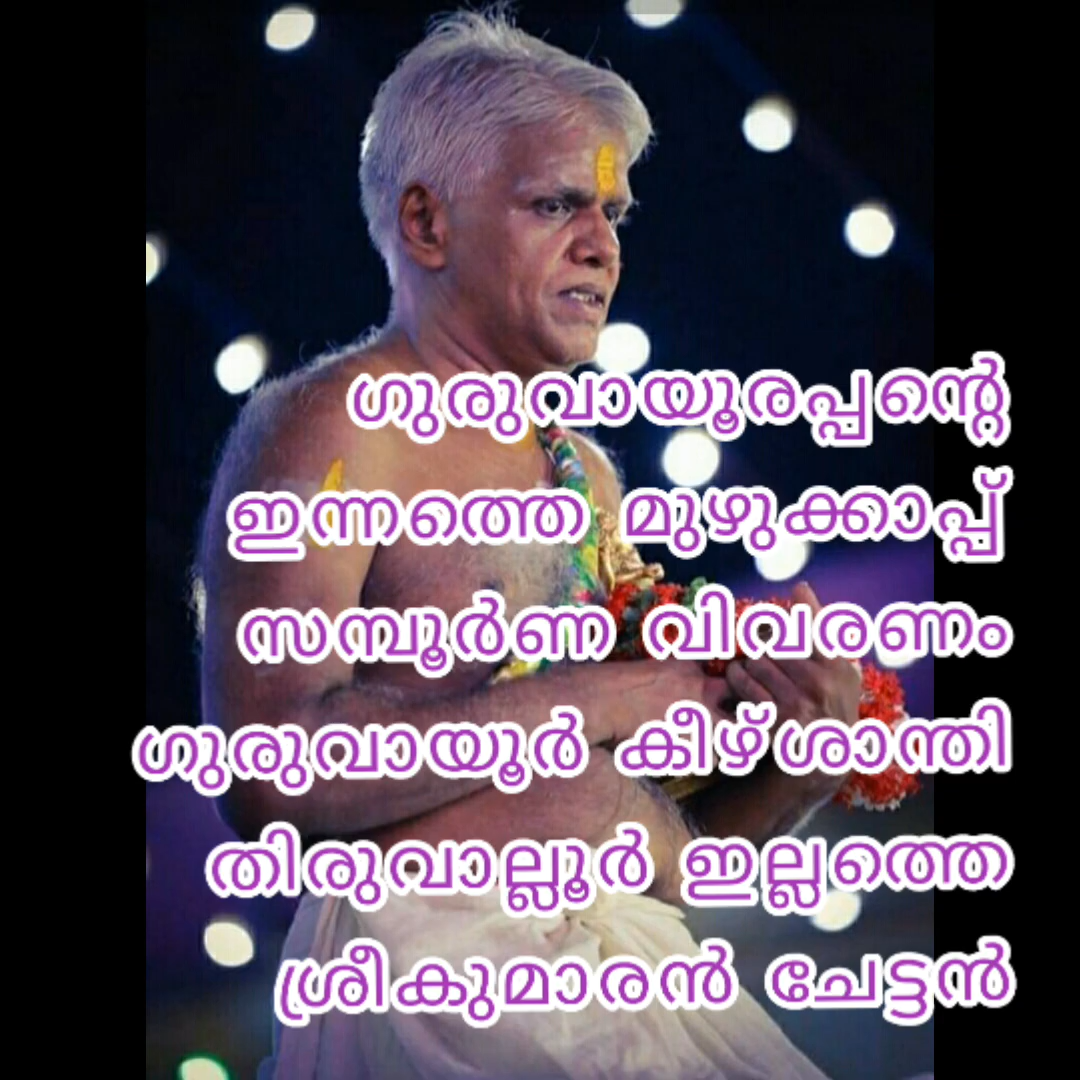 ഗുരുവായൂരപ്പന്റെ
ഇന്നത്തെ മുഴുക്കാപ്പ്
സമ്പൂർണ വിവരണം
ഗുരുവായൂർ കീഴ്ശാന്തി
തിരുവാല്ലൂർ ഇല്ലത്തെ
ശ്രീകുമാരൻ ചേട്ടൻ